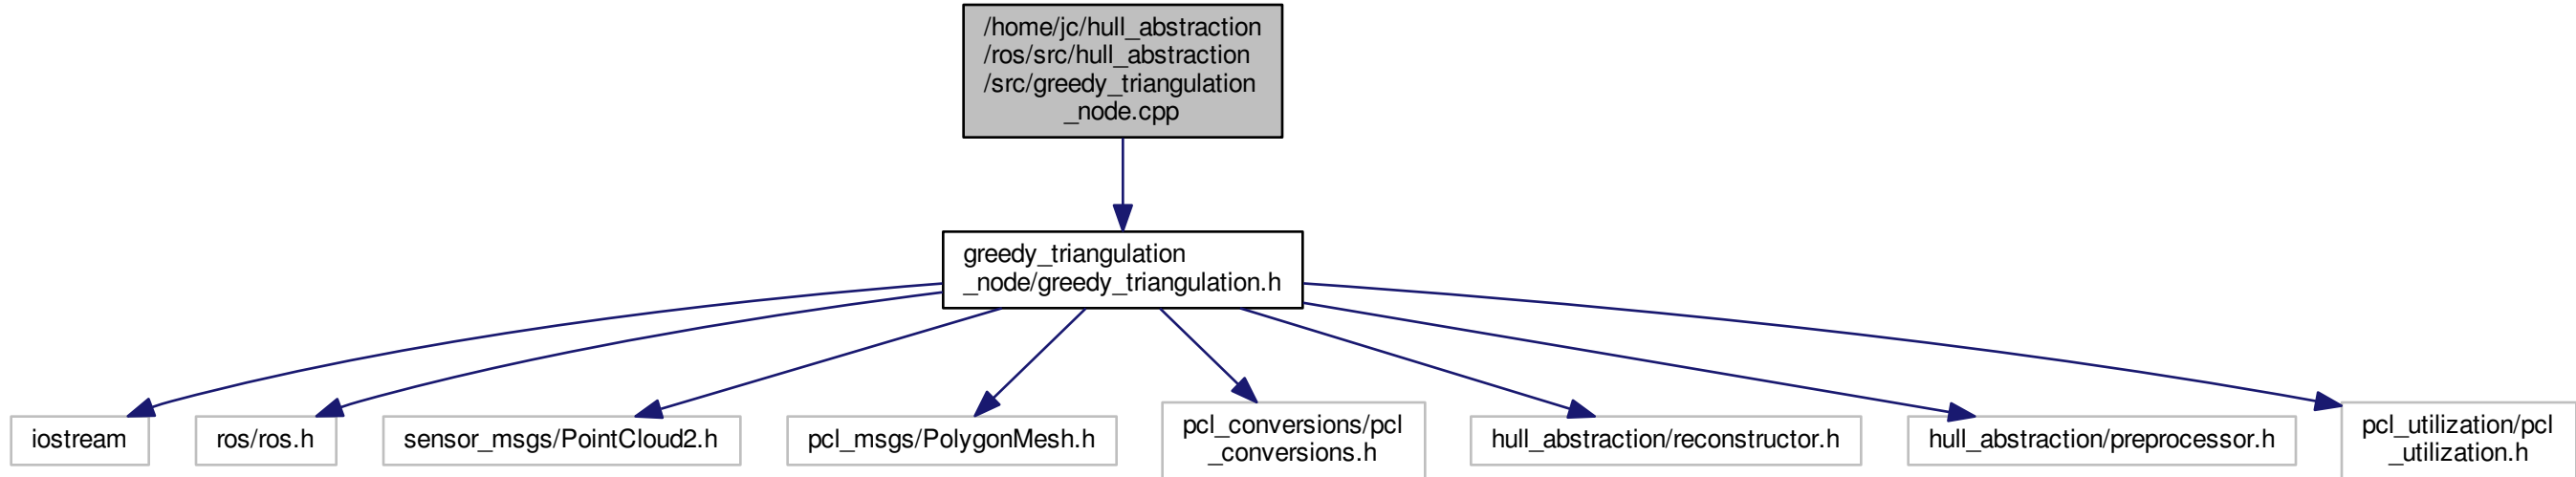 /home/jc/hull_abstraction
/ros/src/hull_abstraction
/src/greedy_triangulation
_node.cpp
greedy_triangulation
_node/greedy_triangulation.h
iostream
ros/ros.h
sensor_msgs/PointCloud2.h
pcl_msgs/PolygonMesh.h
pcl_conversions/pcl
_conversions.h
hull_abstraction/reconstructor.h
hull_abstraction/preprocessor.h
pcl_utilization/pcl
_utilization.h